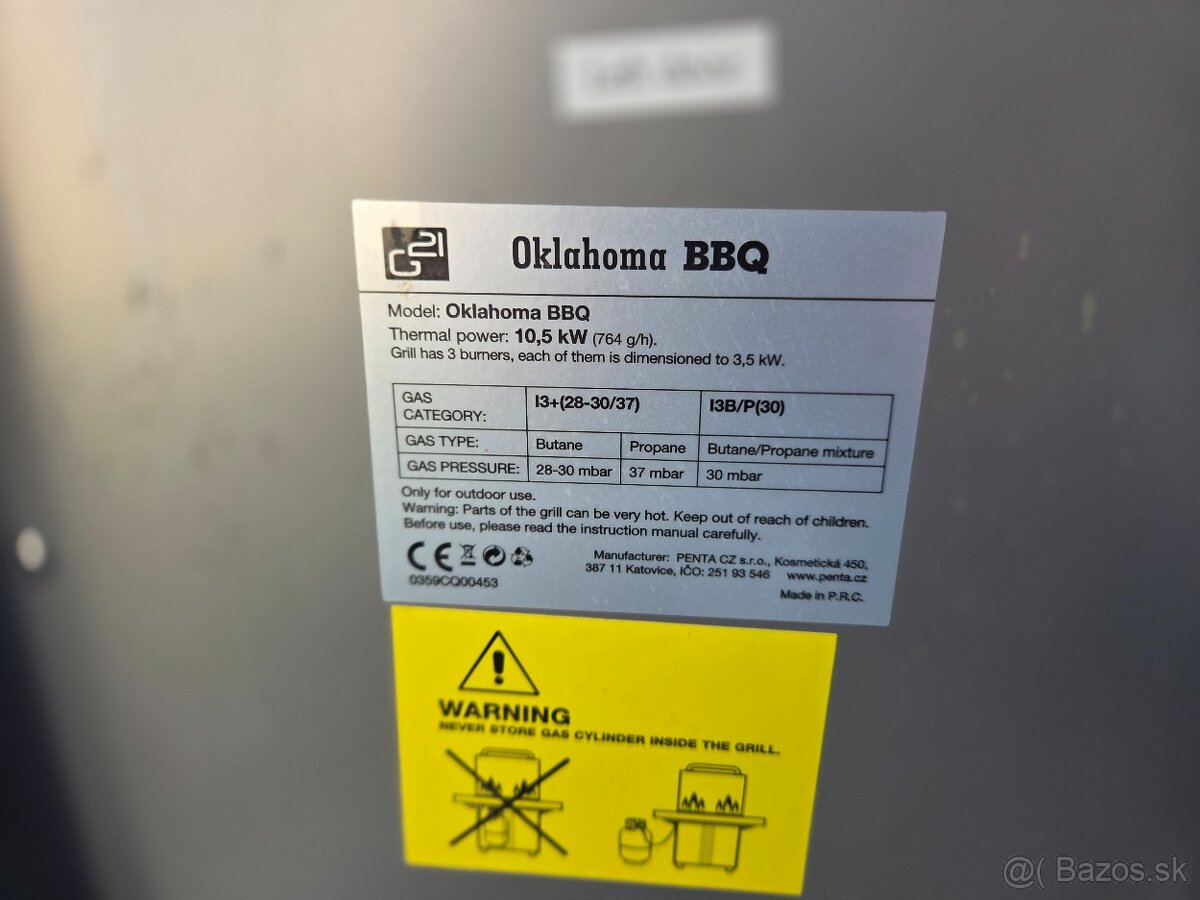 G21
Oklahoma BBQ
Model: Oklahoma BBQ
Thermal power: 10,5 kW (764 g/h).
Grill has 3 burners, each of them is dimensioned to 3,5 kW.
GAS CATEGORY: I3+(28-30/37) I3B/P(30)
GAS TYPE: Butane Propane Butane/Propane mixture
GAS PRESSURE: 28-30 mbar 37 mbar 30 mbar
Only for outdoor use.
Warning: Parts of the grill can be very hot. Keep out of reach of children.
Before use, please read the instruction manual carefully.
CE
0359CQ00453
Manufacturer: PENTA CZ s.r.o., Kosmetická 450,
387 11 Katovice, IČO: 251 93 546 www.penta.cz
Made in P.R.C.
WARNING
NEVER STORE GAS CYLINDER INSIDE THE GRILL.
@( Bazos.sk